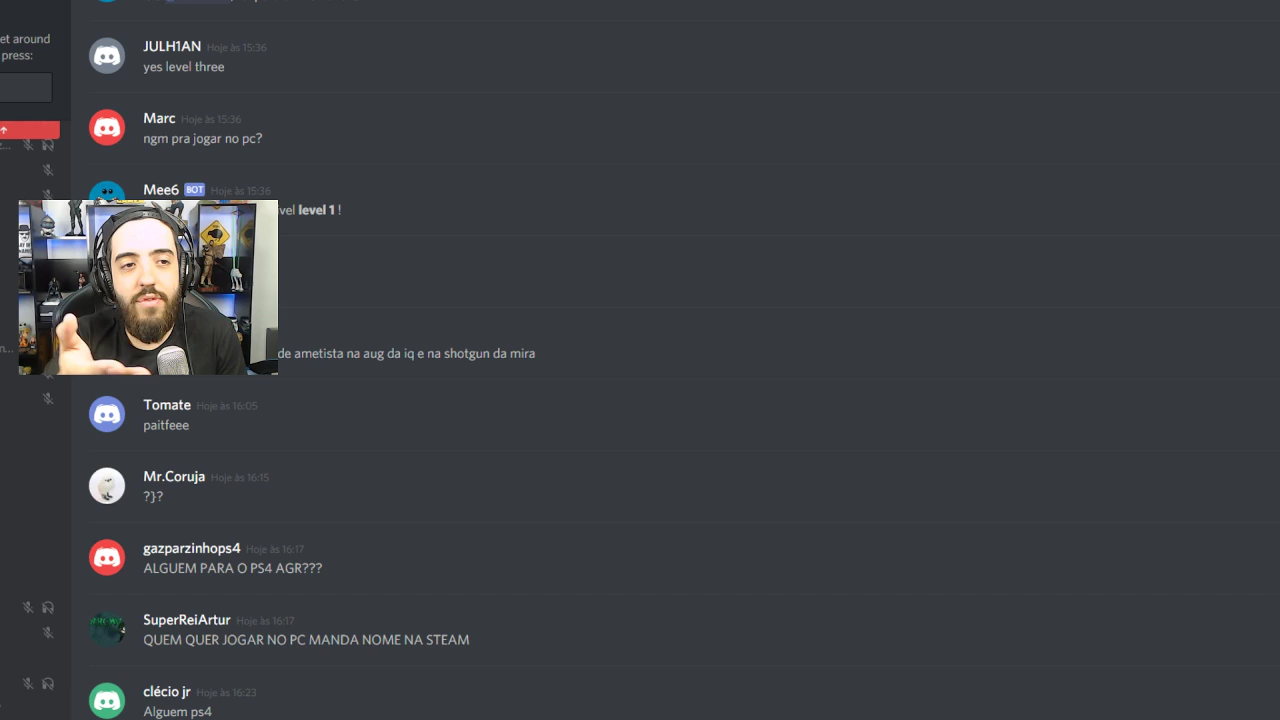 et around
press:
JULH1AN Hoje às 15:36
yes level three
Marc Hoje às 15:36
ngm pra jogar no pc?
Mee6 BOT Hoje às 15:36
vel level 1 !
de ametista na aug da iq e na shotgun da mira
Tomate Hoje às 16:05
paitfeee
Mr.Coruja Hoje às 16:15
?}?
gazparzinhops4 Hoje às 16:17
ALGUEM PARA O PS4 AGR???
SuperReiArtur Hoje às 16:17
QUEM QUER JOGAR NO PC MANDA NOME NA STEAM
clécio jr Hoje às 16:23
Alguem ps4